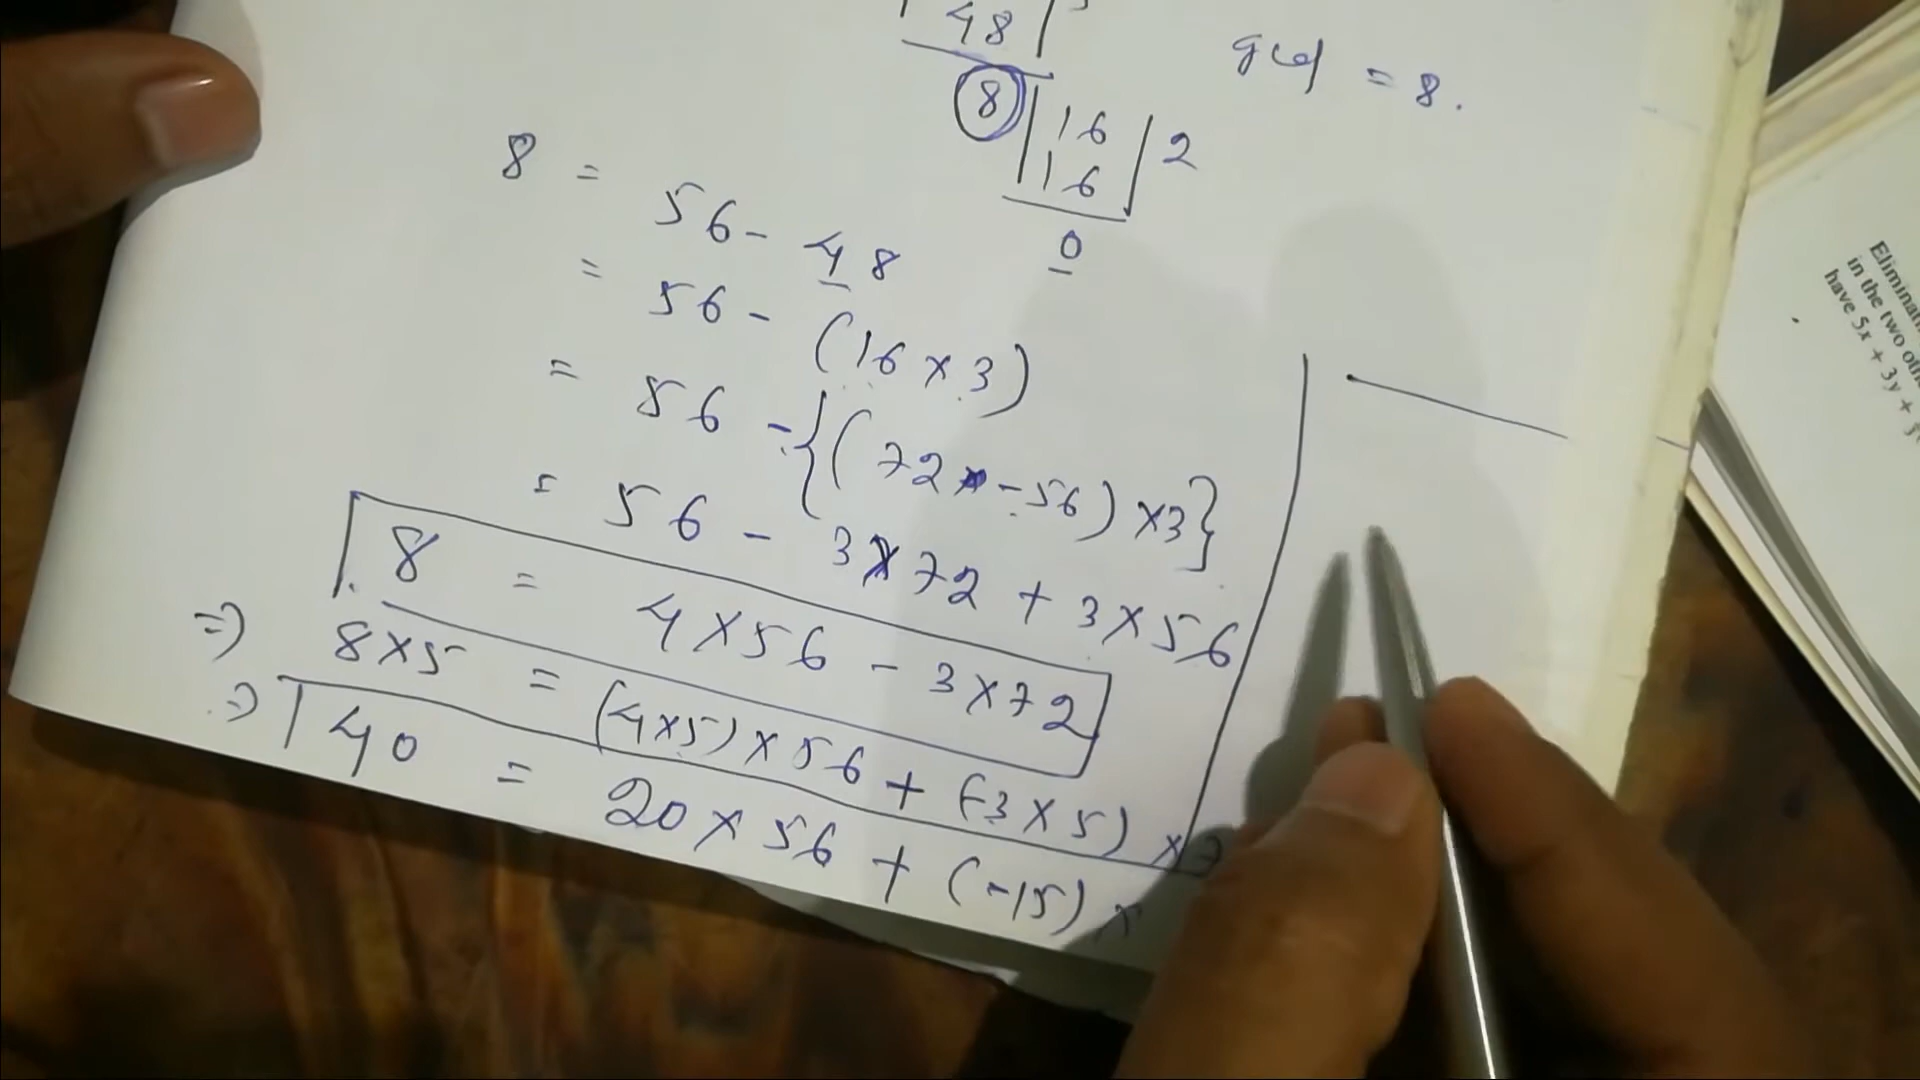 48
gcd = 8.
8 | 16 | 2
16
0
8 = 56 - 48
= 56 - (16 × 3)
= 56 - {(72 - 56) × 3}
= 56 - 3 × 72 + 3 × 56
8 = 4 × 56 - 3 × 72
⇒ 8 × 5 = (4 × 5) × 56 + (-3 × 5) × 7
⇒ 40 = 20 × 56 + (-15) ×
in the two
have 5x + 3y +